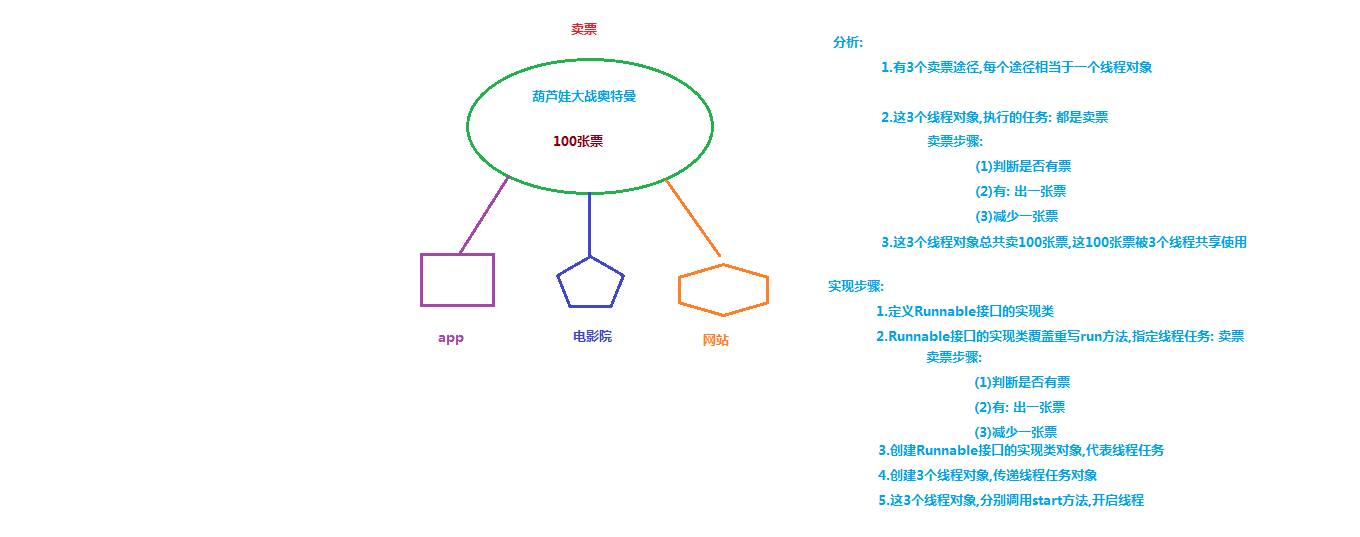 卖票
葫芦娃大战奥特曼
100张票
app
电影院
网站
分析:
1.有3个卖票途径,每个途径相当于一个线程对象
2.这3个线程对象,执行的任务: 都是卖票
卖票步骤:
(1)判断是否有票
(2)有: 出一张票
(3)减少一张票
3.这3个线程对象总共卖100张票,这100张票被3个线程共享使用
实现步骤:
1.定义Runnable接口的实现类
2.Runnable接口的实现类覆盖重写run方法,指定线程任务: 卖票
卖票步骤:
(1)判断是否有票
(2)有: 出一张票
(3)减少一张票
3.创建Runnable接口的实现类对象,代表线程任务
4.创建3个线程对象,传递线程任务对象
5.这3个线程对象,分别调用start方法,开启线程